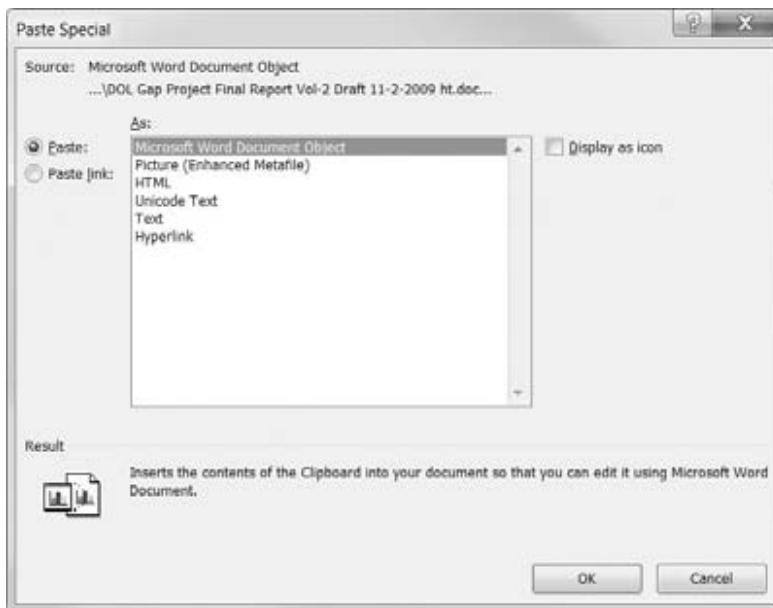 Paste Special
Source: Microsoft Word Document Object
...\DOL Gap Project Final Report Vol-2 Draft 11-2-2009 ht.doc...
As:
Paste:
Paste link:
Microsoft Word Document Object
Picture (Enhanced Metafile)
HTML
Unicode Text
Text
Hyperlink
Display as icon
Result
Inserts the contents of the Clipboard into your document so that you can edit it using Microsoft Word
Document.
OK
Cancel